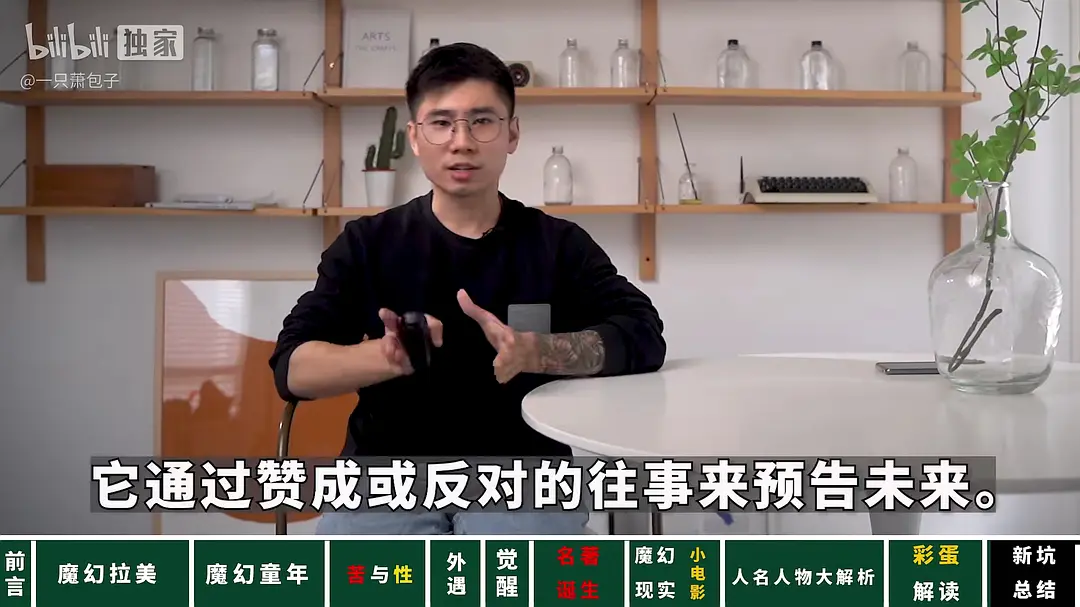 bilibili 独家
@一只萧包子
ARTS
它通过赞成或反对的往事来预告未来。
前言
魔幻拉美
魔幻童年
苦与性
外遇
觉醒
名著
诞生
魔幻
现实
小电影
人名人物大解析
彩蛋
解读
新坑
总结